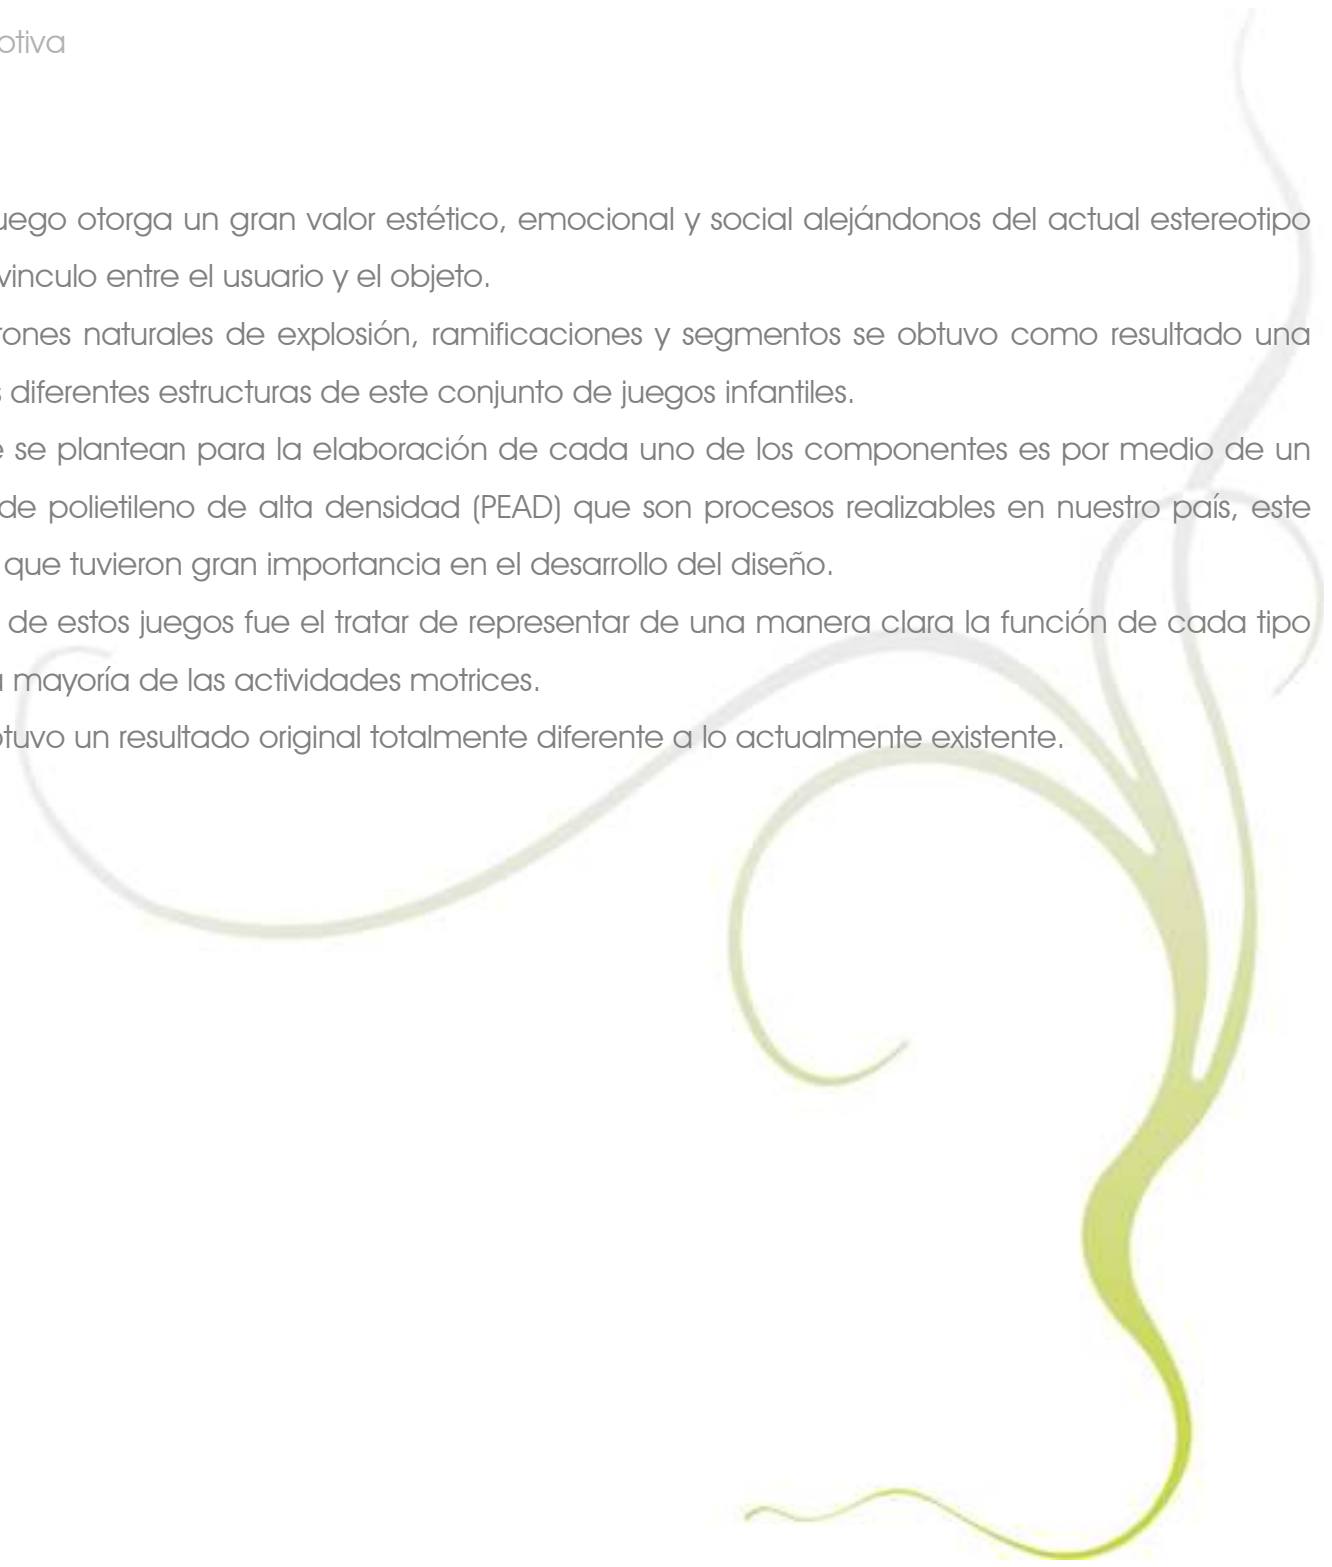 otiva
uego otorga un gran valor estético, emocional y social alejándonos del actual estereotipo
vinculo entre el usuario y el objeto.
rones naturales de explosión, ramificaciones y segmentos se obtuvo como resultado una
s diferentes estructuras de este conjunto de juegos infantiles.
e se plantean para la elaboración de cada uno de los componentes es por medio de un
de polietileno de alta densidad (PEAD) que son procesos realizables en nuestro país, este
que tuvieron gran importancia en el desarrollo del diseño.
de estos juegos fue el tratar de representar de una manera clara la función de cada tipo
a mayoría de las actividades motrices.
otuvo un resultado original totalmente diferente a lo actualmente existente.